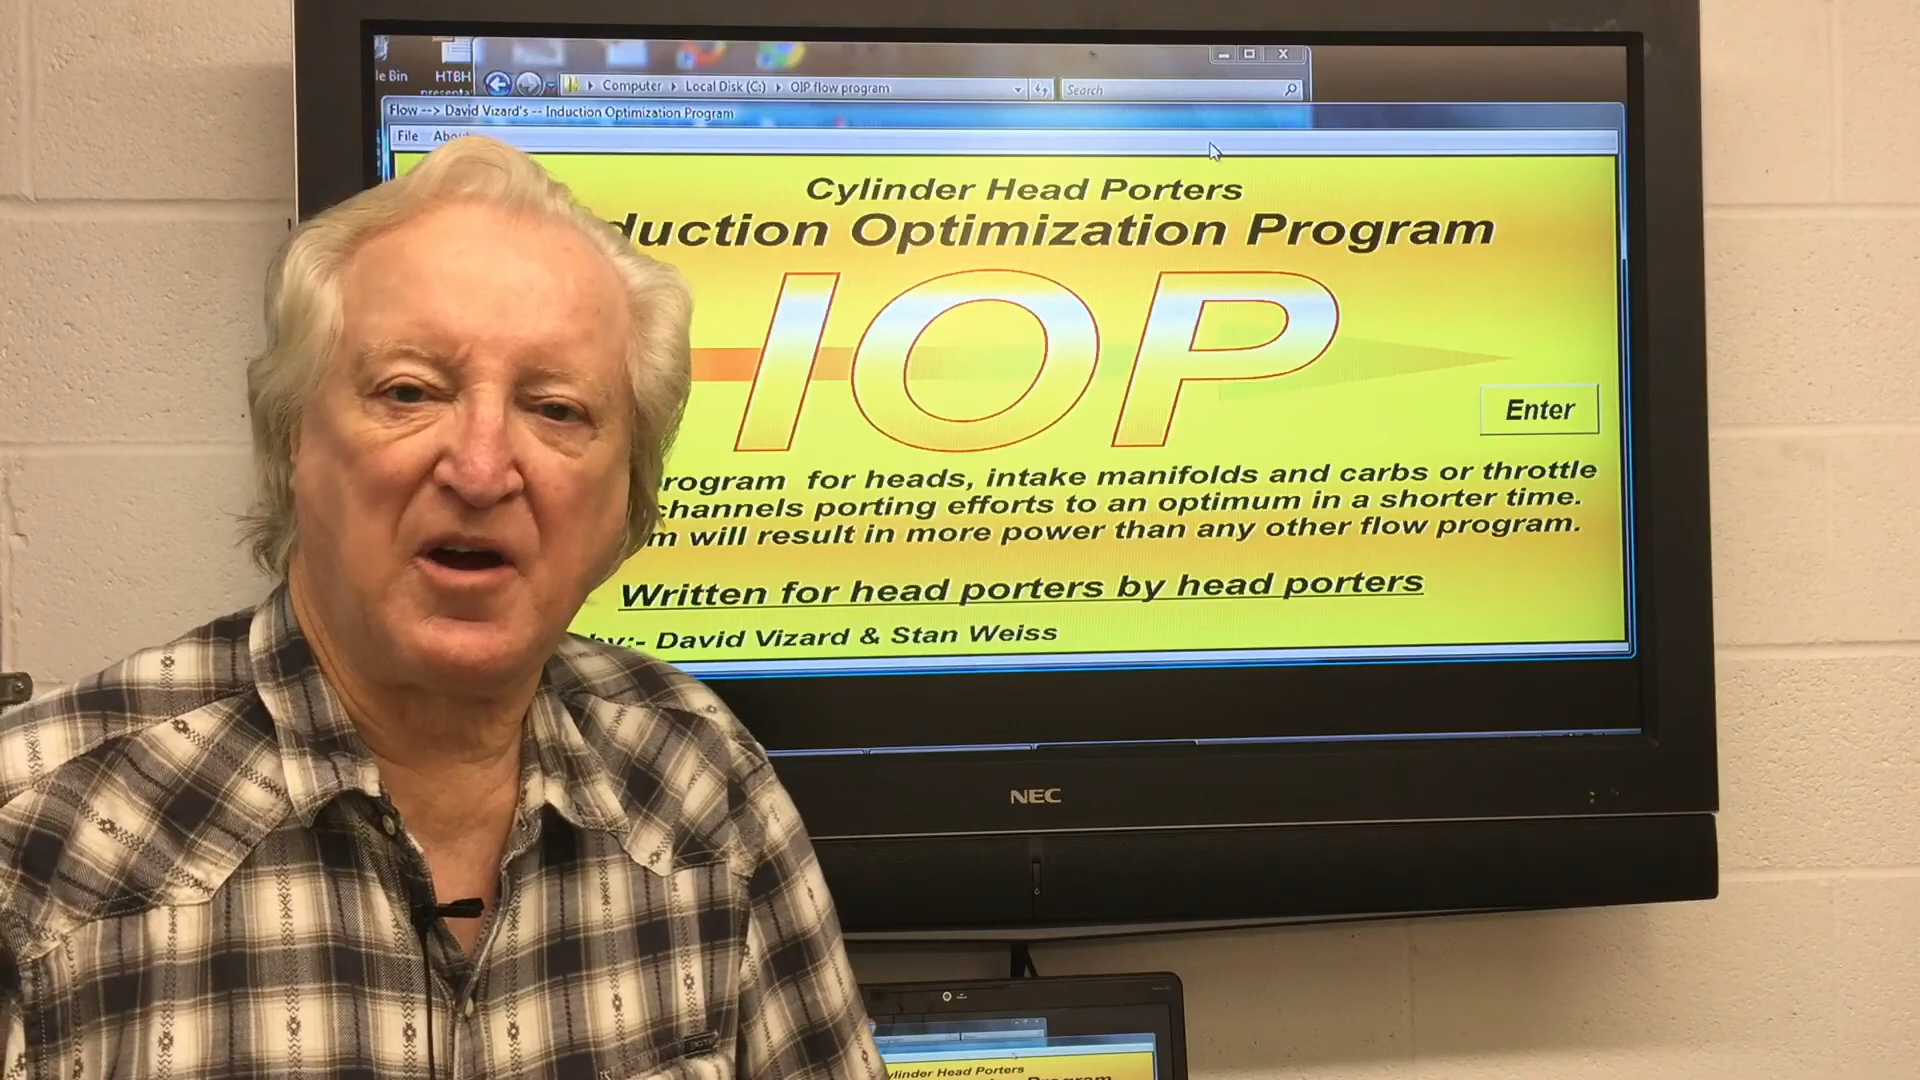 le Bin
HTBH
Computer Local Disk (C:) OIP flow program
Search
Flow --> David Vizard's -- Induction Optimization Program
File Abou
Cylinder Head Porters
duction Optimization Program
IOP
Enter
rogram for heads, intake manifolds and carbs or throttle
channels porting efforts to an optimum in a shorter time.
m will result in more power than any other flow program.
Written for head porters by head porters
by:- David Vizard & Stan Weiss
NEC
ylinder Head Porters